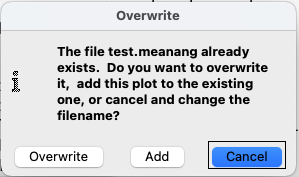 Overwrite
The file test.meanang already
exists.  Do you want to overwrite
it,  add this plot to the existing
one, or cancel and change the
filename?
Overwrite
Add
Cancel